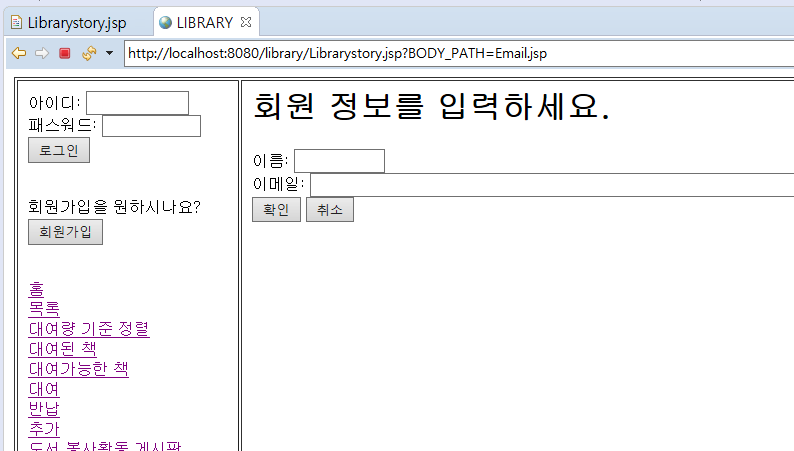 Librarystory.jsp
LIBRARY
http://localhost:8080/library/Librarystory.jsp?BODY_PATH=Email.jsp
아이디:
패스워드:
로그인
회원가입을 원하시나요?
회원가입
홈
목록
대여량 기준 정렬
대여된 책
대여가능한 책
대여
반납
추가
도서 봉사활동 게시판
회원 정보를 입력하세요.
이름:
이메일:
확인 취소